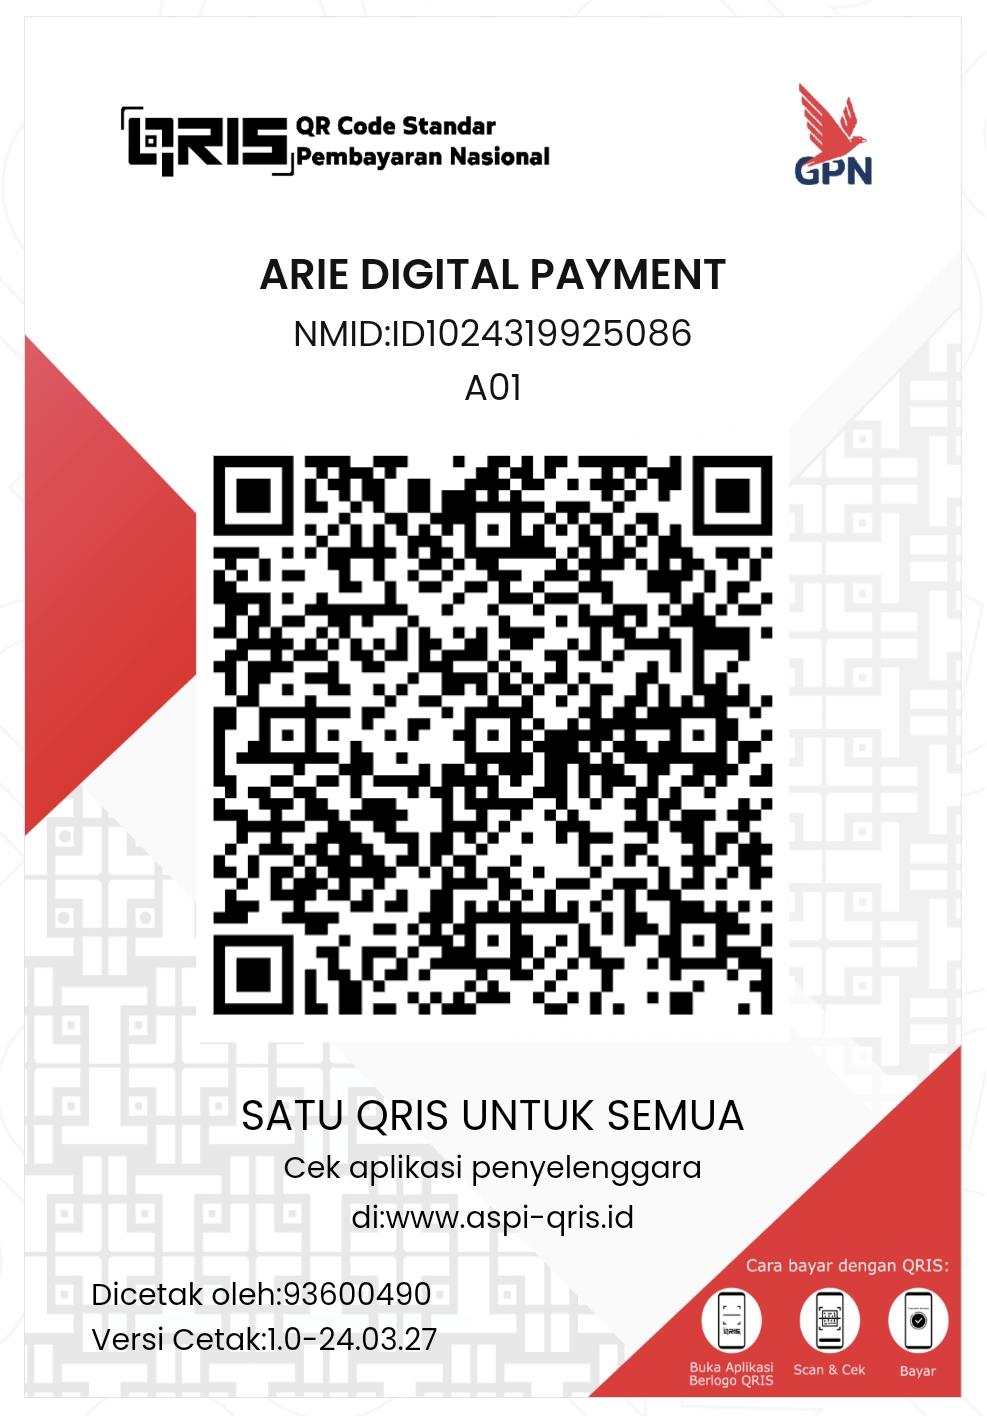 QRIS
QR Code Standar
Pembayaran Nasional
GPN
ARIE DIGITAL PAYMENT
NMID:ID1024319925086
A01
SATU QRIS UNTUK SEMUA
Cek aplikasi penyelenggara
di:www.aspi-qris.id
Dicetak oleh:93600490
Versi Cetak:1.0-24.03.27
Cara bayar dengan QRIS:
QRIS
Buka Aplikasi
Berlogo QRIS
Scan & Cek
Bayar